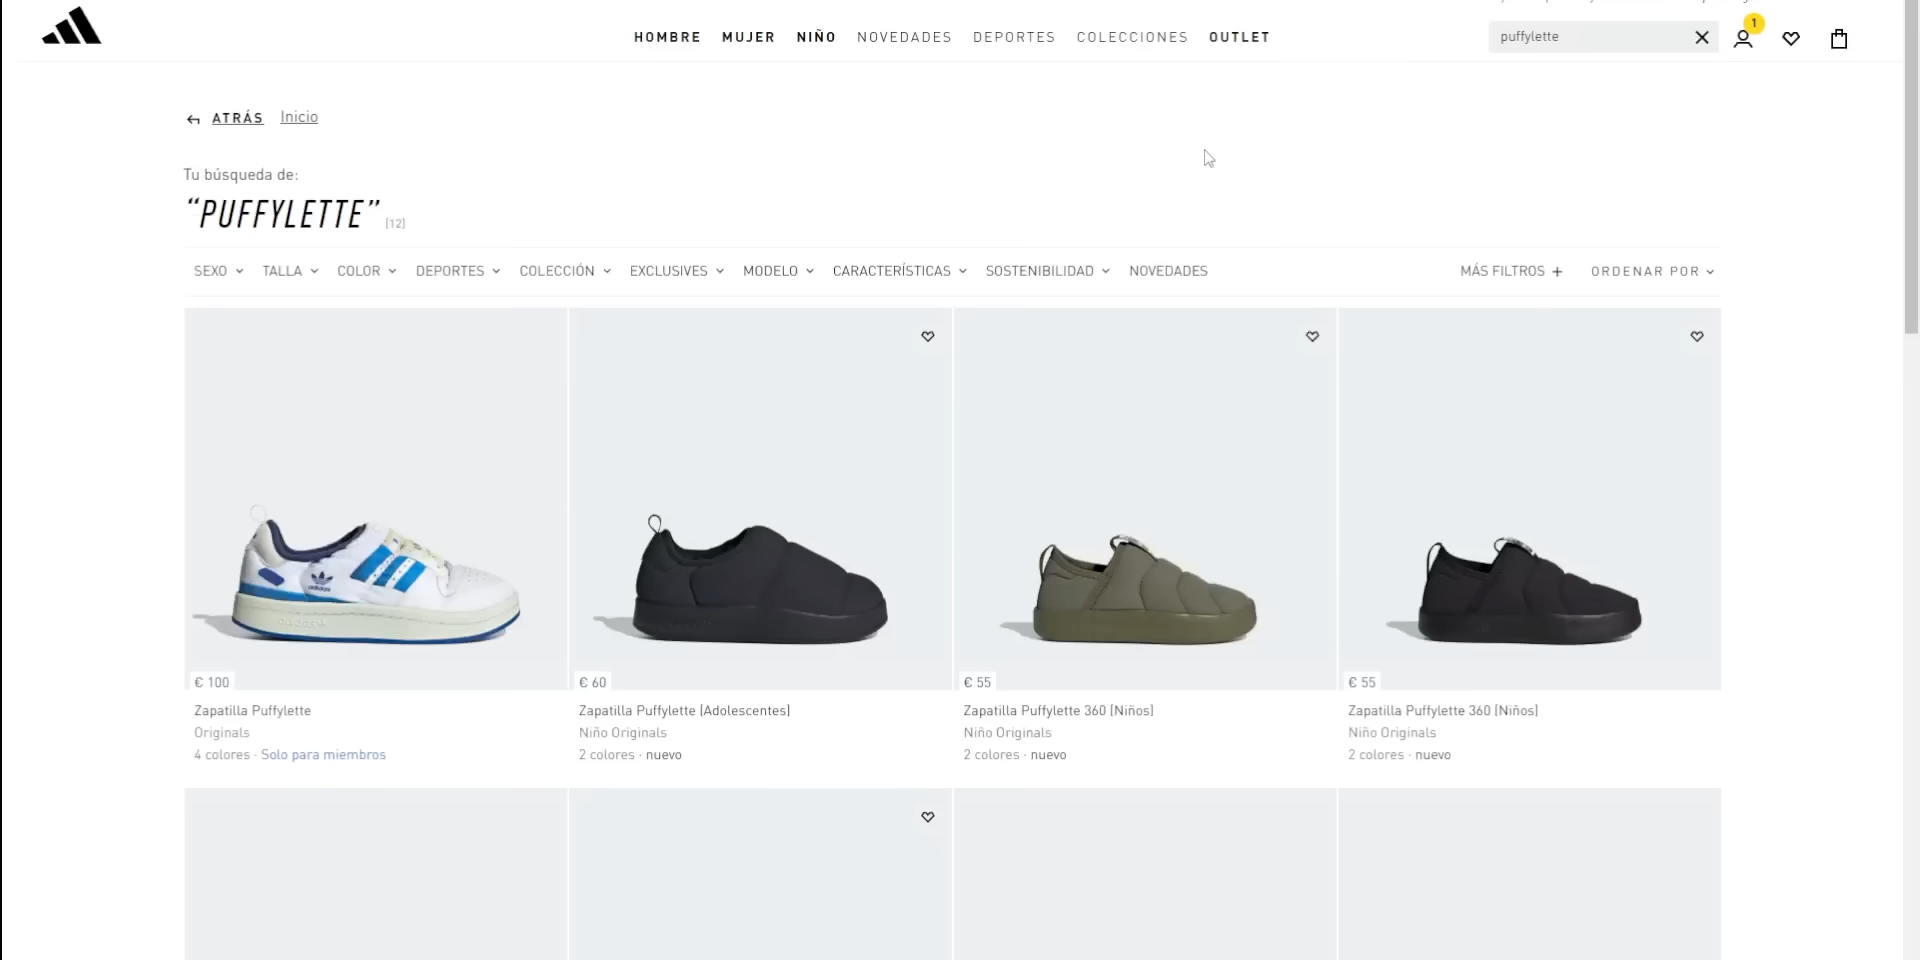 HOMBRE MUJER NIÑO NOVEDADES DEPORTES COLECCIONES OUTLET
puffylette
1
ATRÁS Inicio
Tu búsqueda de:
“PUFFYLETTE” [12]
SEXO TALLA COLOR DEPORTES COLECCIÓN EXCLUSIVES MODELO CARACTERÍSTICAS SOSTENIBILIDAD NOVEDADES MÁS FILTROS + ORDENAR POR
€ 100
Zapatilla Puffylette
Originals
4 colores · Solo para miembros
€ 60
Zapatilla Puffylette [Adolescentes]
Niño Originals
2 colores · nuevo
€ 55
Zapatilla Puffylette 360 [Niños]
Niño Originals
2 colores · nuevo
€ 55
Zapatilla Puffylette 360 [Niños]
Niño Originals
2 colores · nuevo